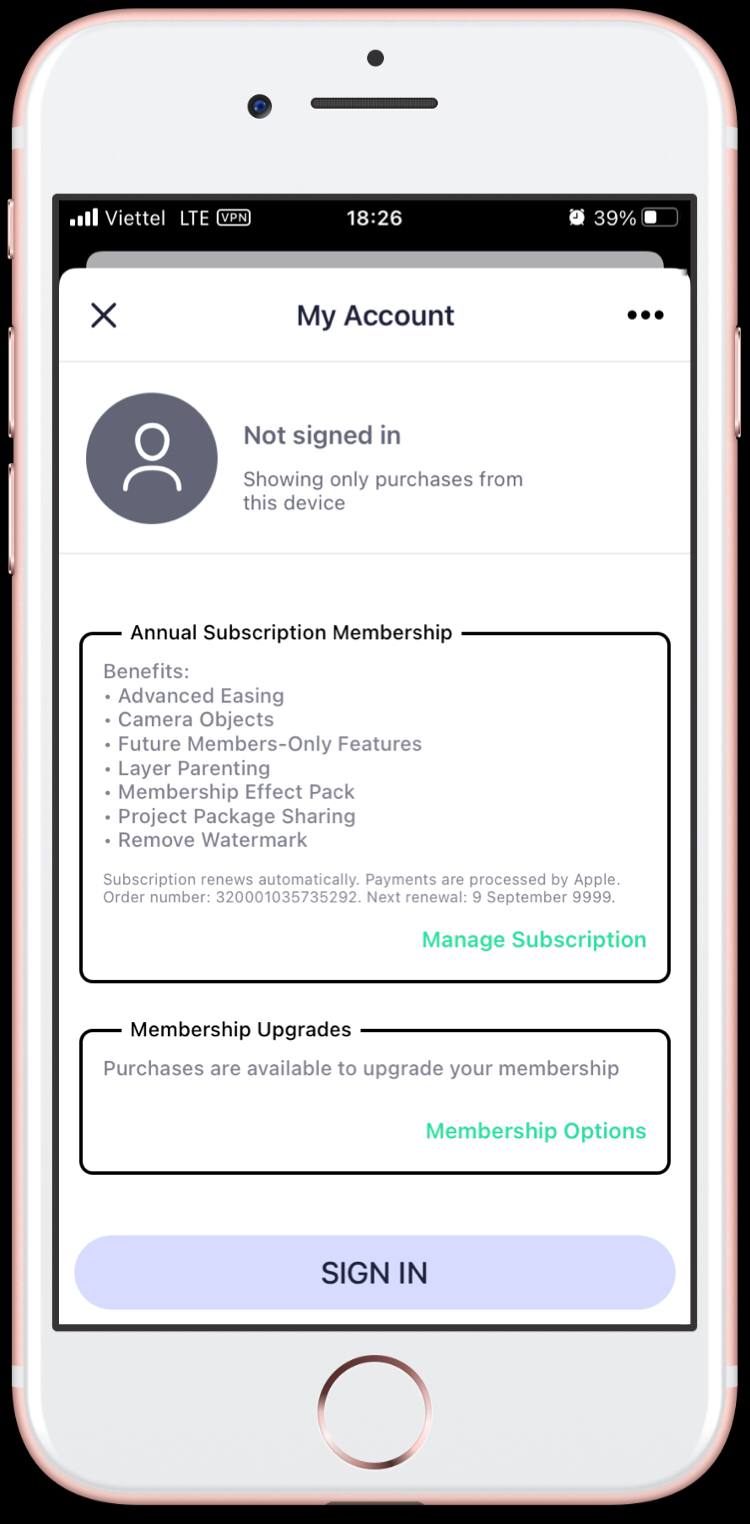 Viettel LTE VPN 18:26 39%
My Account
Not signed in
Showing only purchases from
this device
Annual Subscription Membership
Benefits:
• Advanced Easing
• Camera Objects
• Future Members-Only Features
• Layer Parenting
• Membership Effect Pack
• Project Package Sharing
• Remove Watermark
Subscription renews automatically. Payments are processed by Apple.
Order number: 320001035735292. Next renewal: 9 September 9999.
Manage Subscription
Membership Upgrades
Purchases are available to upgrade your membership
Membership Options
SIGN IN